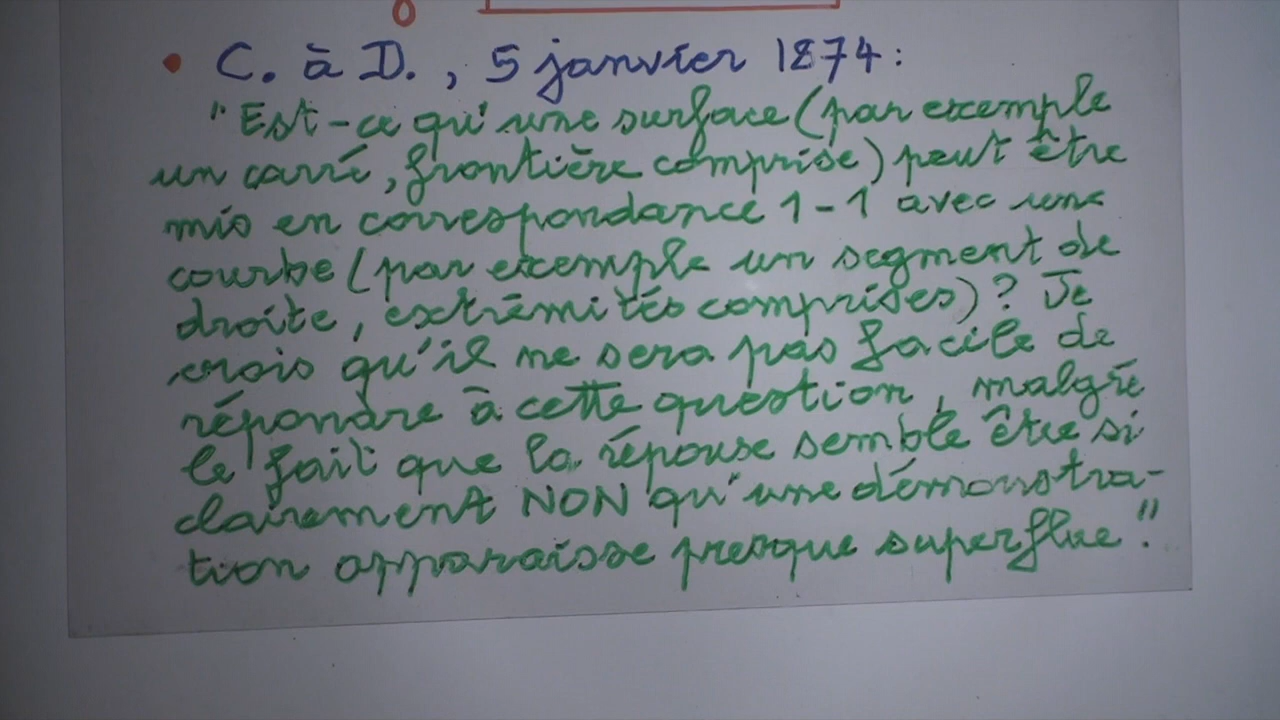 • C. à D., 5 janvier 1874:
"Est-ce qu'une surface (par exemple
un carré, frontière comprise) peut être
mis en correspondance 1-1 avec une
courbe (par exemple un segment de
droite, extrémités comprises)? Je
crois qu'il ne sera pas facile de
répondre à cette question, malgré
le fait que la réponse semble être si
clairement NON qu'une démonstra-
tion apparaisse presque superflue."